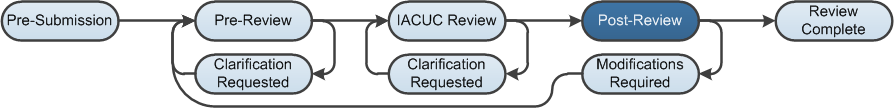 Pre-Submission
Pre-Review
IACUC Review
Post-Review
Review
Complete
Clarification
Requested
Clarification
Requested
Modifications
Required